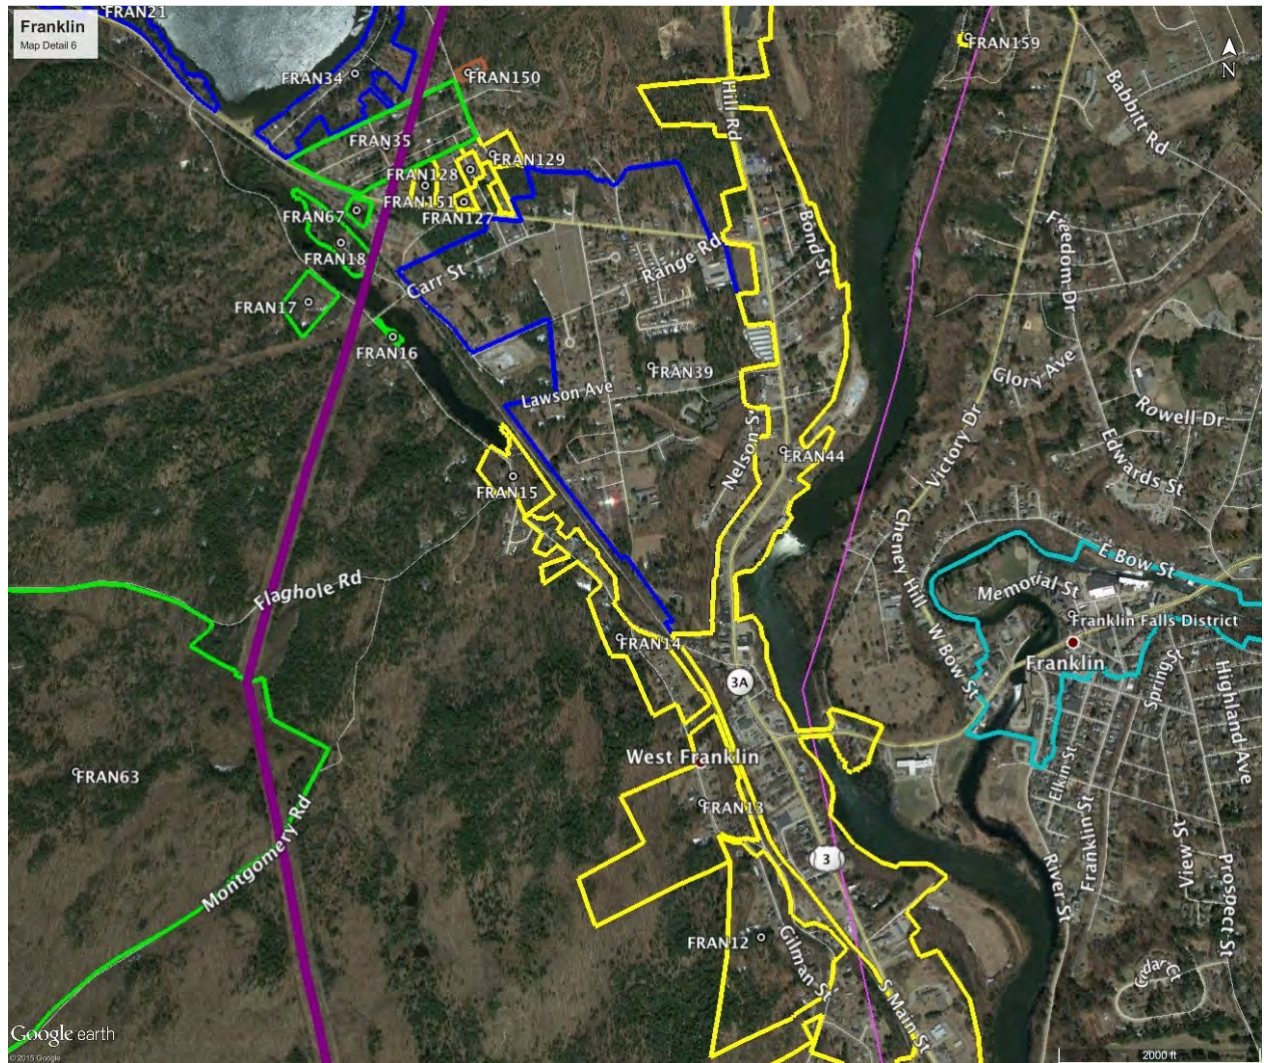 Franklin
Map Detail 6
FRAN21
FRAN159
N
FRAN34
FRAN150
Babbitt Rd
Hill Rd
FRAN35
FRAN129
FRAN128
FRAN151
FRAN127
FRAN67
FRAN18
Bond St
Freedom Dr
Range Rd
Carr St
FRAN17
FRAN16
FRAN39
Glory Ave
Lawson Ave
Rowell Dr
Nelson S
Victory Dr
Edwards St
FRAN44
FRAN15
Cheney Hill
E Bow St
Flaghole Rd
Memorial St
Franklin Falls District
FRAN14
W Bow St
Franklin
Spring St
3A
Highland Ave
West Franklin
FRAN63
Elkin St
FRAN13
Franklin St
View St
3
Montgomery Rd
River St
Prospect St
FRAN12
Gilman St
S Main St
Cedar Ct
Google earth
© 2015 Google
2000 ft